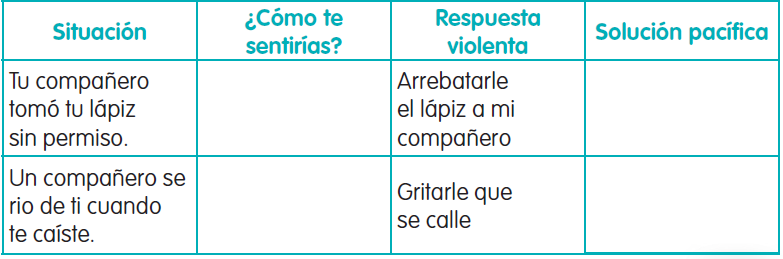 Situación
¿Cómo te
sentirías?
Respuesta
violenta
Solución pacífica
Tu compañero
tomó tu lápiz
sin permiso.
Arrebatarle
el lápiz a mi
compañero
Un compañero se
rio de ti cuando
te caíste.
Gritarle que
se calle